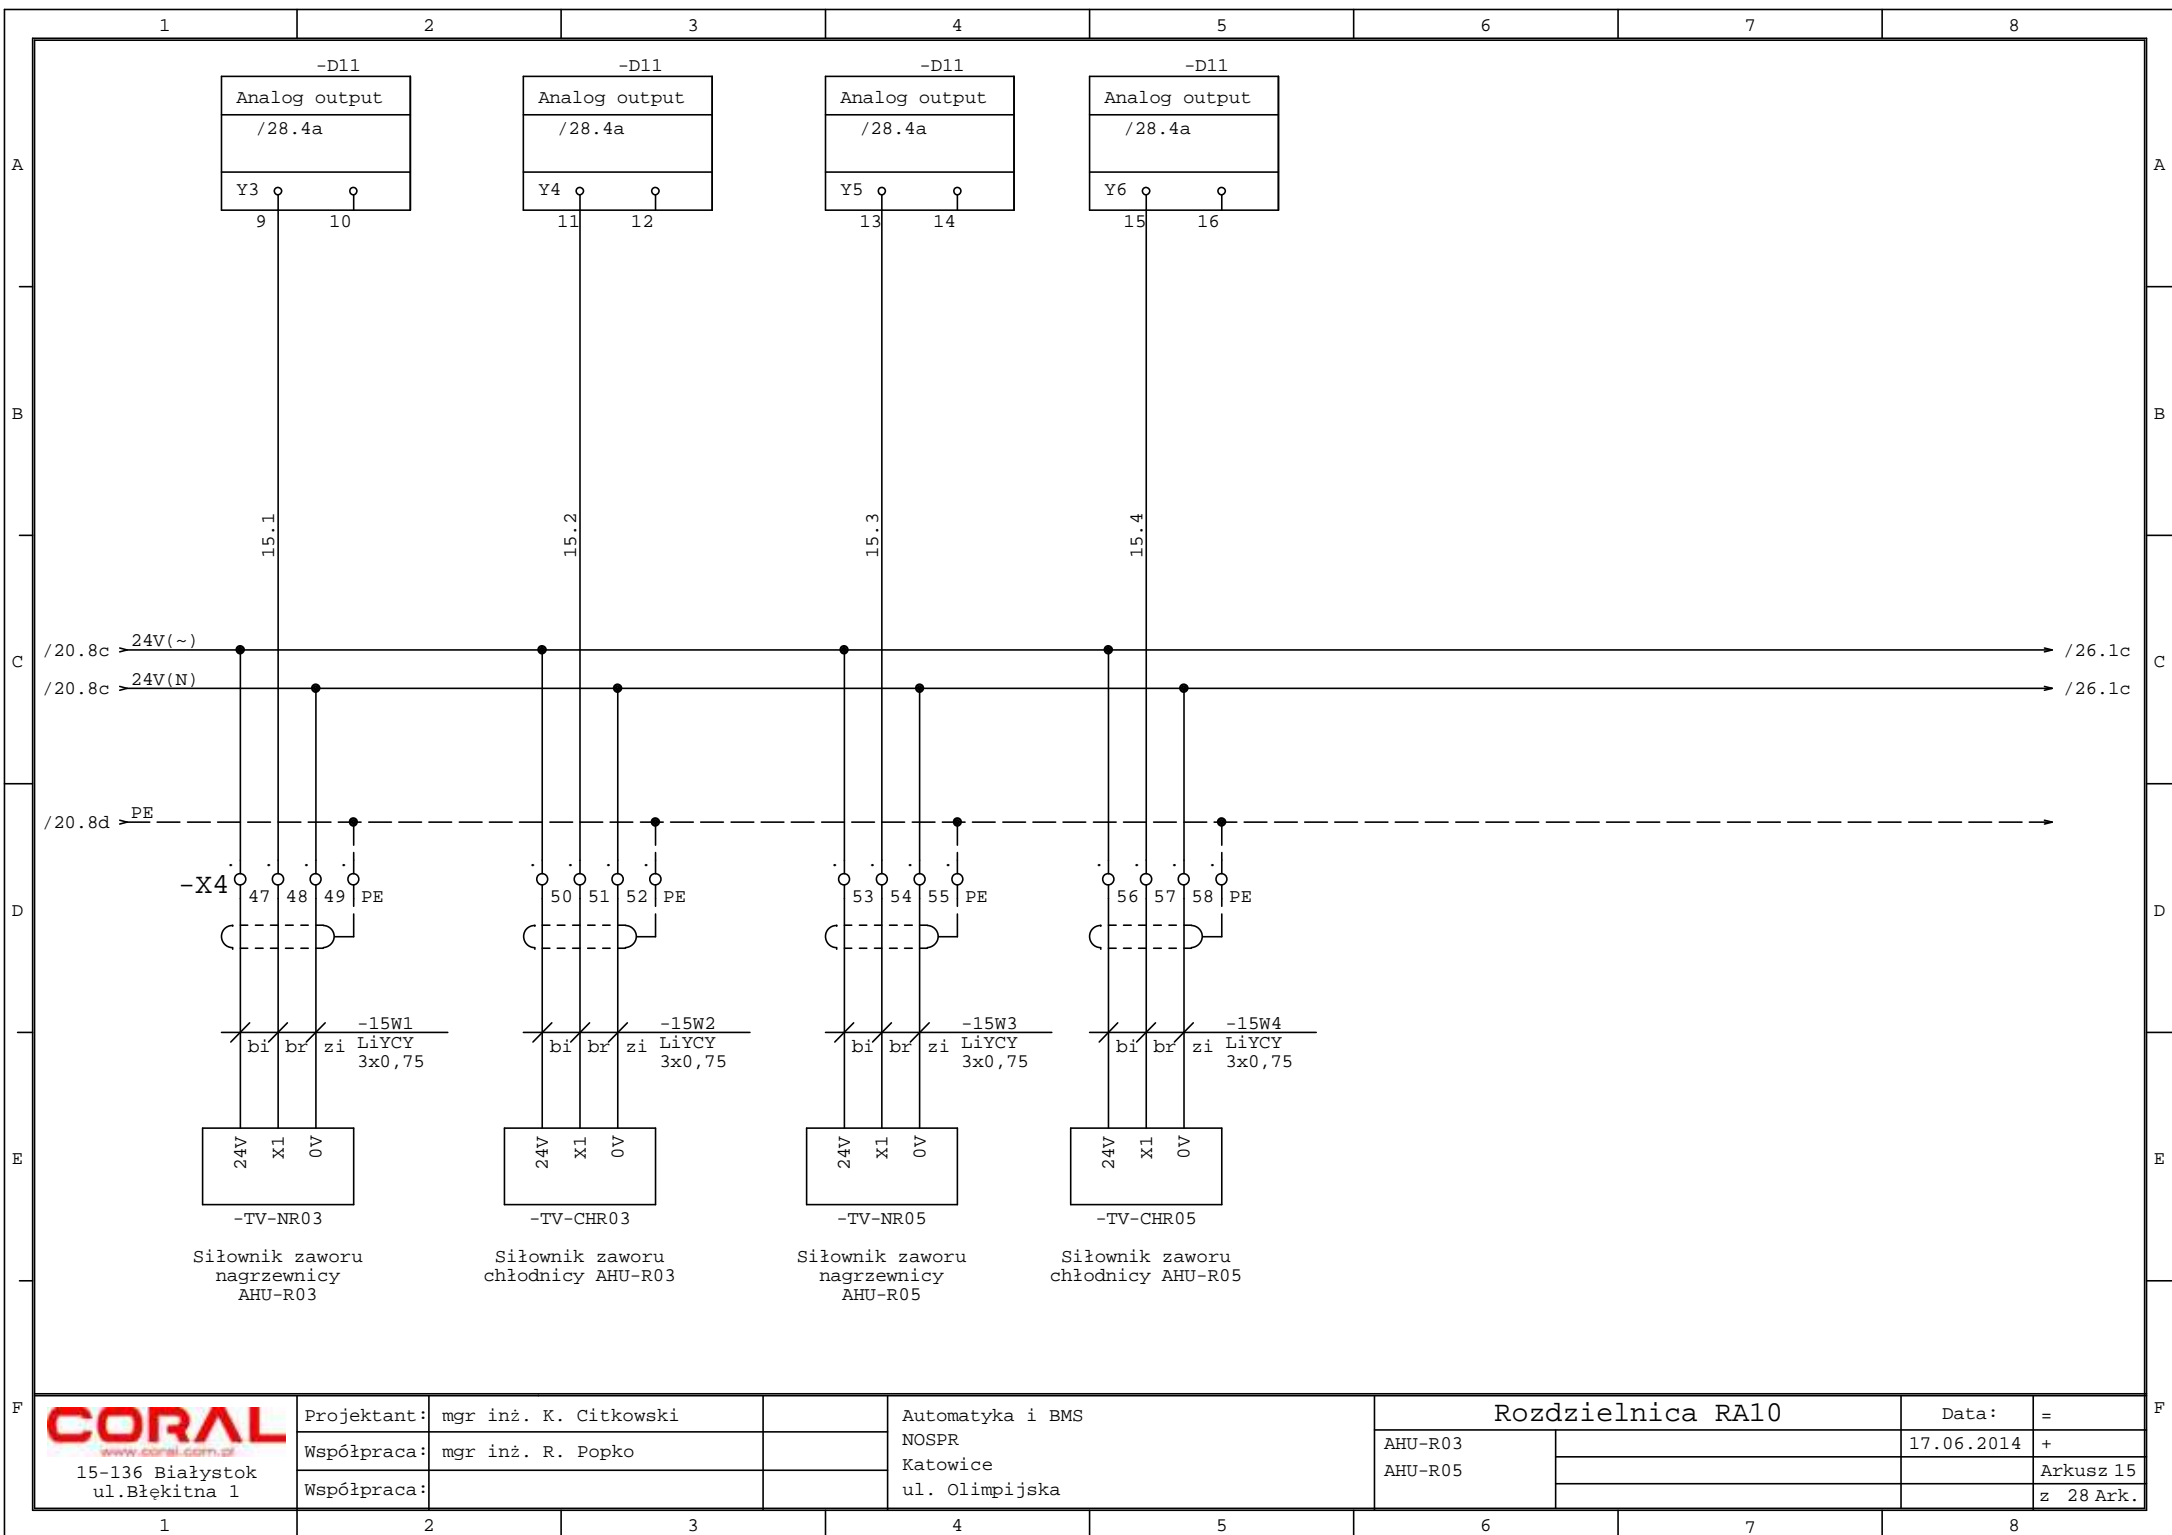 1 2 3 4 5 6 7 8
-D11 -D11 -D11 -D11
Analog output Analog output Analog output Analog output
/28.4a /28.4a /28.4a /28.4a
A A
Y3 Y4 Y5 Y6
9 10 11 12 13 14 15 16
B B
15.1 15.2 15.3 15.4
/20.8c 24V(~) /26.1c
C C
/20.8c 24V(N) /26.1c
/20.8d PE
-X4 47 48 49 PE 50 51 52 PE 53 54 55 PE 56 57 58 PE
D D
-15W1 -15W2 -15W3 -15W4
bi br zi LiYCY bi br zi LiYCY bi br zi LiYCY bi br zi LiYCY
3x0,75 3x0,75 3x0,75 3x0,75
24V X1 0V 24V X1 0V 24V X1 0V 24V X1 0V
E E
-TV-NR03 -TV-CHR03 -TV-NR05 -TV-CHR05
Siłownik zaworu
nagrzewnicy
AHU-R03
Siłownik zaworu
chłodnicy AHU-R03
Siłownik zaworu
nagrzewnicy
AHU-R05
Siłownik zaworu
chłodnicy AHU-R05
F F
CORAL
www.coral.com.pl
15-136 Białystok
ul.Błękitna 1
Projektant: mgr inż. K. Citkowski
Współpraca: mgr inż. R. Popko
Współpraca:
Automatyka i BMS
NOSPR
Katowice
ul. Olimpijska
Rozdzielnica RA10
AHU-R03
AHU-R05
Data: =
17.06.2014 +
Arkusz 15
z 28 Ark.
1 2 3 4 5 6 7 8